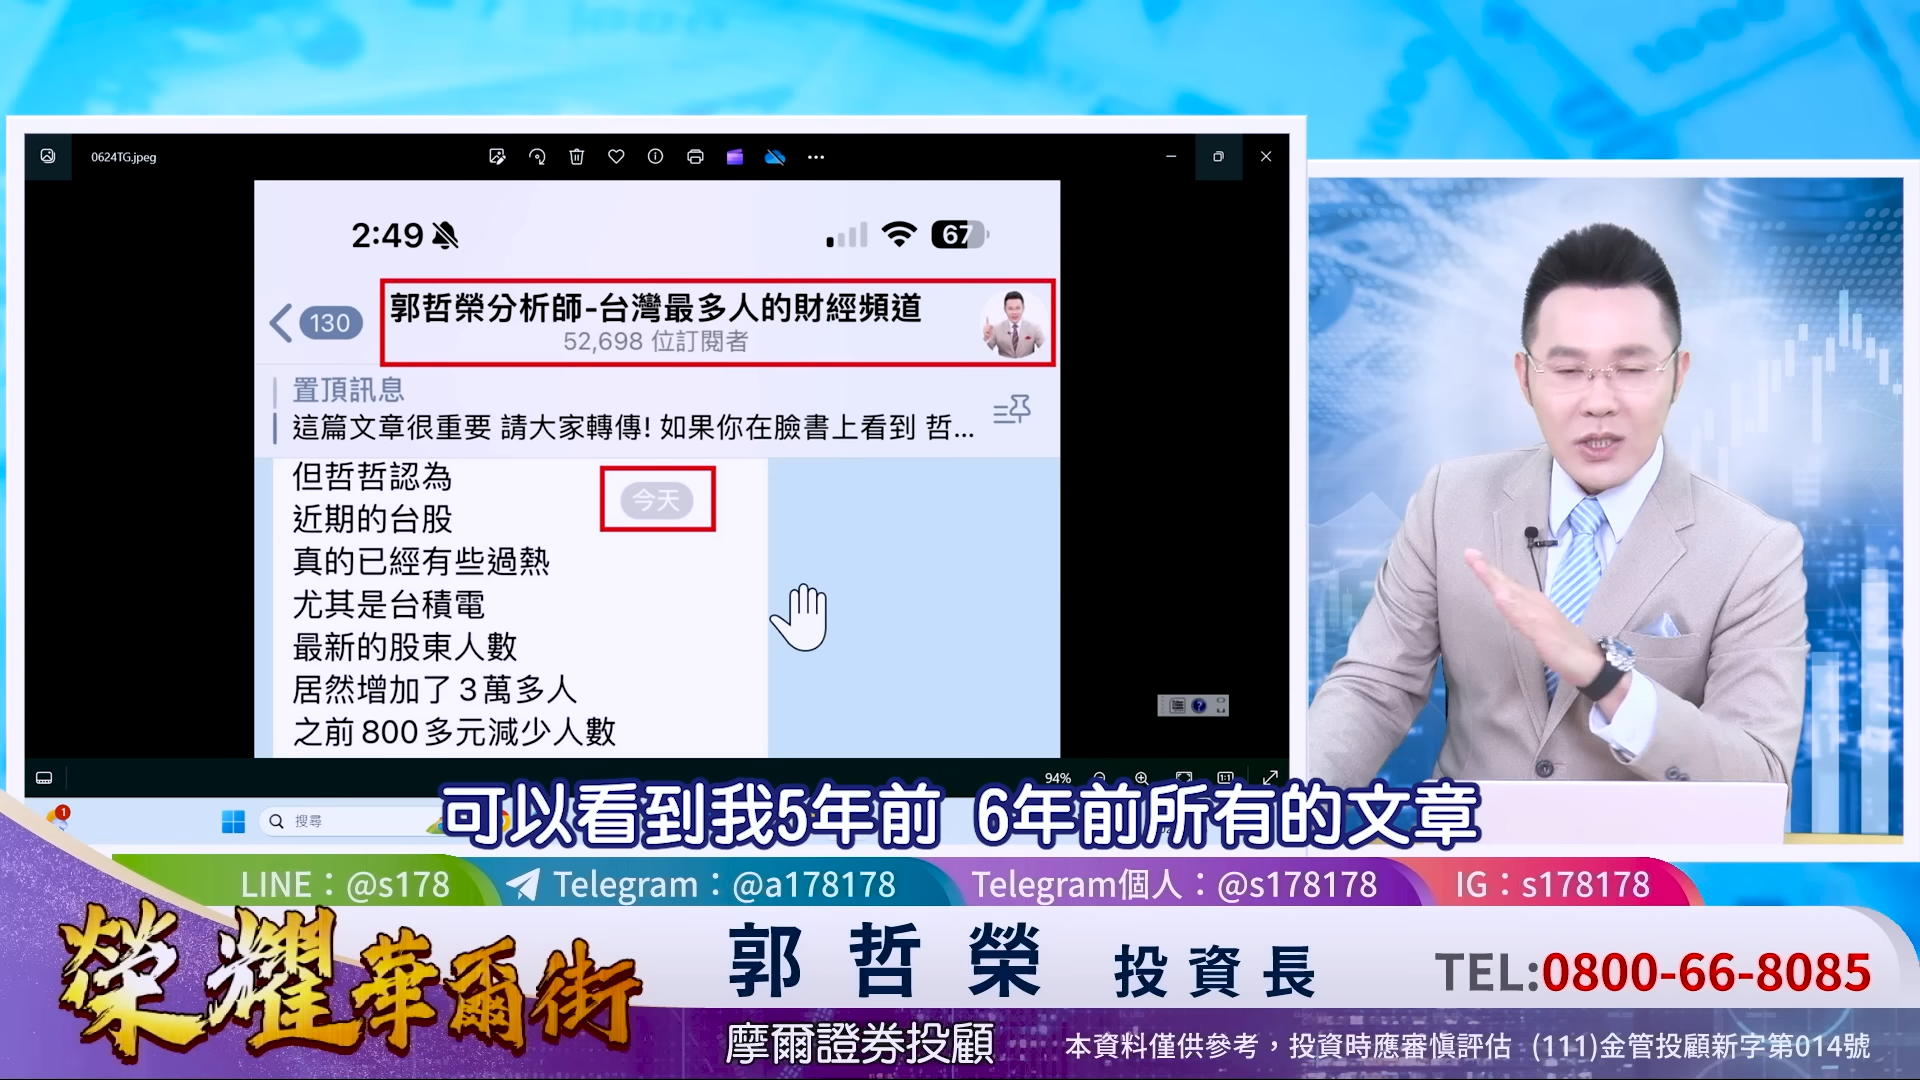 0624TG.jpeg
2:49
67
130
郭哲榮分析師-台灣最多人的財經頻道
52,698 位訂閱者
置頂訊息
這篇文章很重要 請大家轉傳! 如果你在臉書上看到 哲...
今天
但哲哲認為
近期的台股
真的已經有些過熱
尤其是台積電
最新的股東人數
居然增加了3萬多人
之前800多元減少人數
94%
1
搜尋
可以看到我5年前 6年前所有的文章
LINE：@s178
Telegram：@a178178
Telegram個人：@s178178
IG：s178178
榮耀華爾街
郭哲榮 投資長
TEL:0800-66-8085
摩爾證券投顧
本資料僅供參考，投資時應審慎評估 (111)金管投顧新字第014號